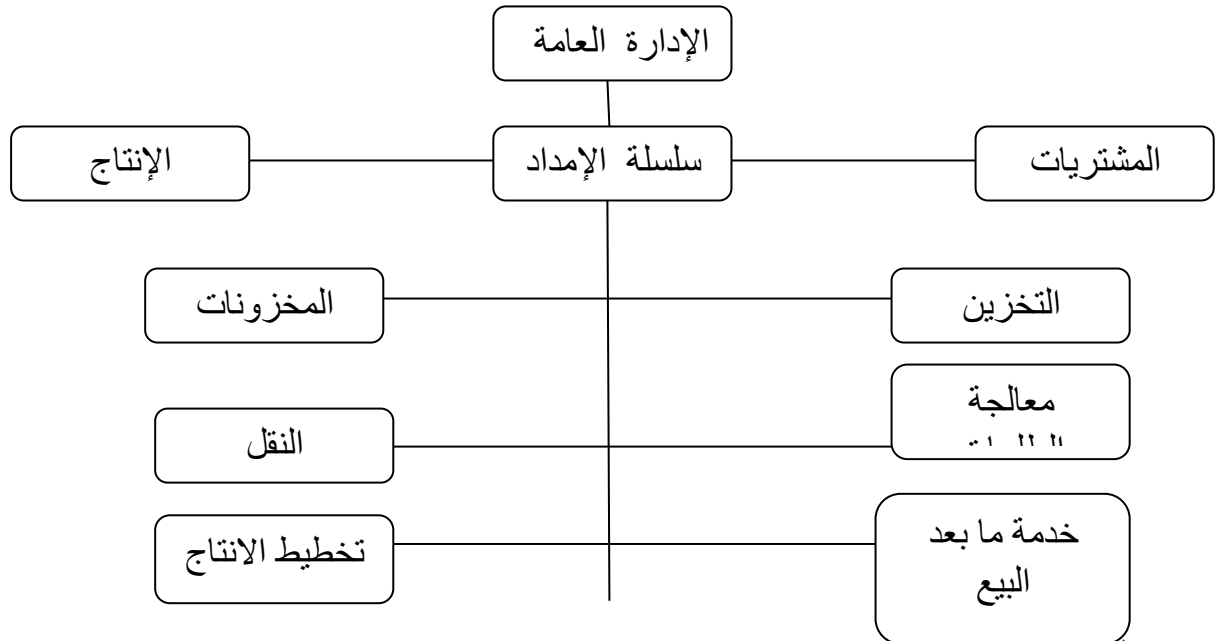 الإدارة العامة
المشتريات
سلسلة الإمداد
الإنتاج
التخزين
المخزونات
معالجة
النقل
خدمة ما بعد
البيع
تخطيط الانتاج